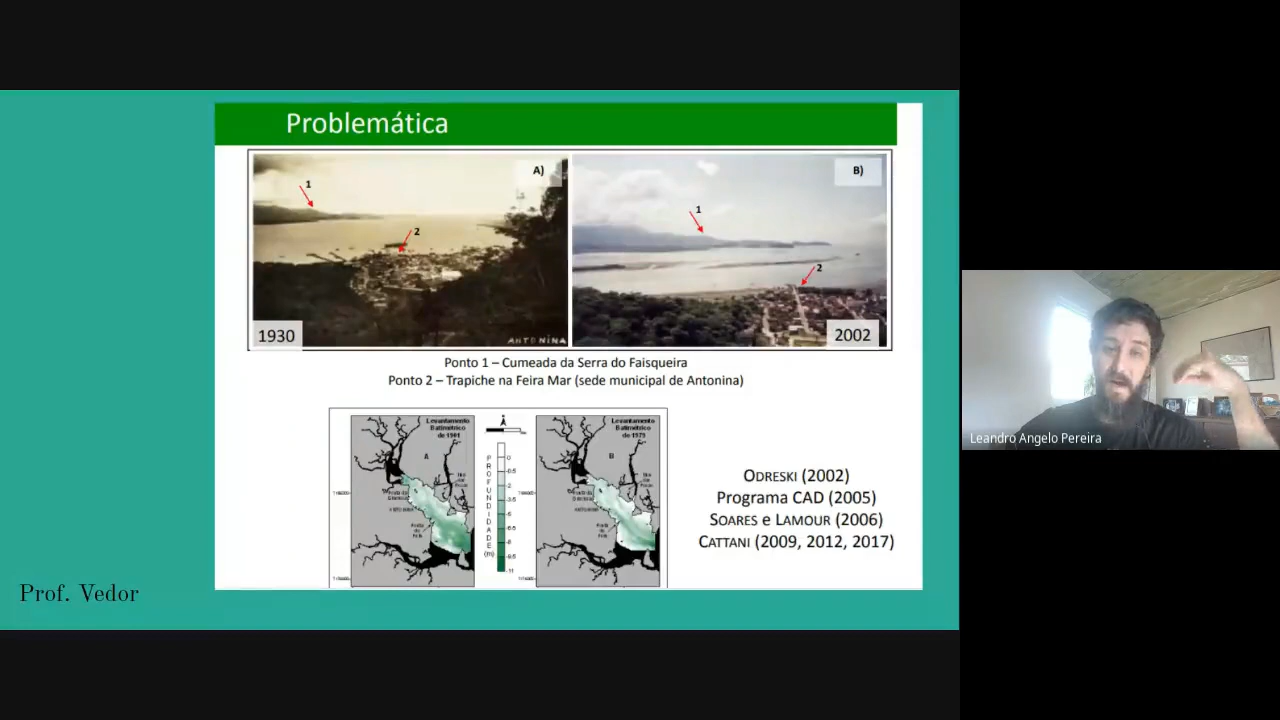 Problemática
A)
1
2
1930
ANTONINA
B)
1
2
2002
Ponto 1 – Cumeada da Serra do Faisqueira
Ponto 2 – Trapiche na Feira Mar (sede municipal de Antonina)
Levantamento
Batimétrico
de 1901
A
PROFUNDIDADE
(m)
0
Levantamento
Batimétrico
de 1979
B
ODRESKI (2002)
Programa CAD (2005)
SOARES e LAMOUR (2006)
CATTANI (2009, 2012, 2017)
Prof. Vedor
Leandro Angelo Pereira